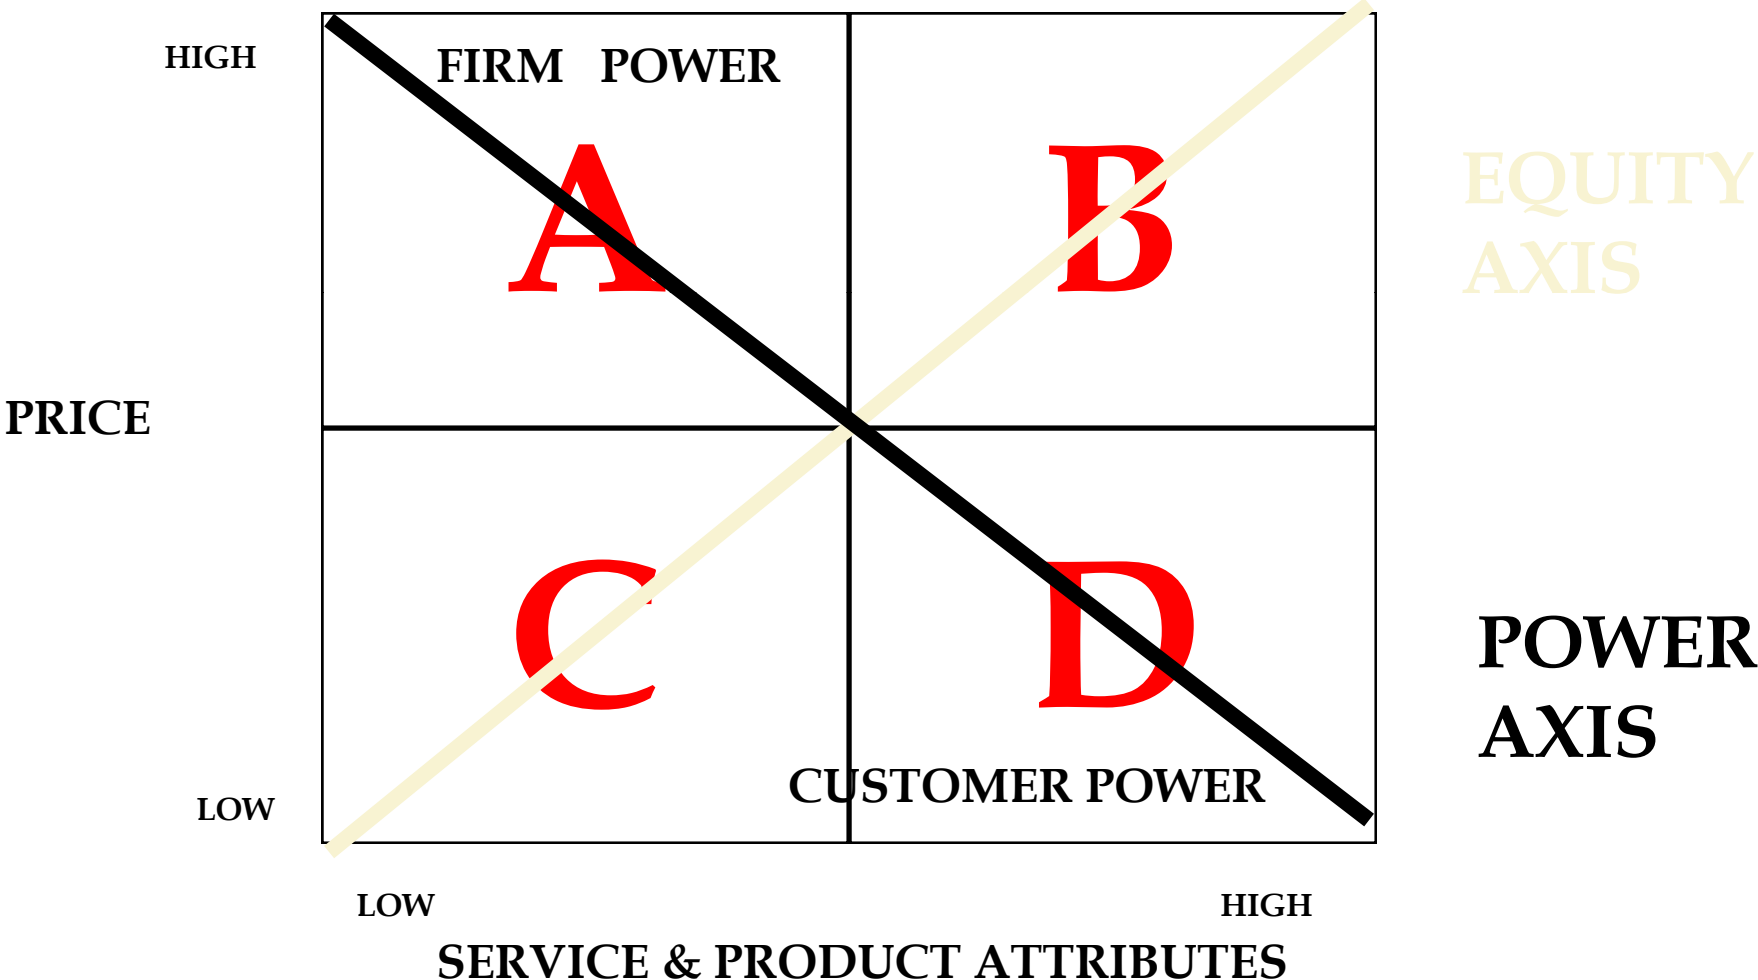 HIGH
FIRM POWER
A
B
EQUITY
AXIS
PRICE
C
D
POWER
AXIS
CUSTOMER POWER
LOW
LOW
HIGH
SERVICE & PRODUCT ATTRIBUTES